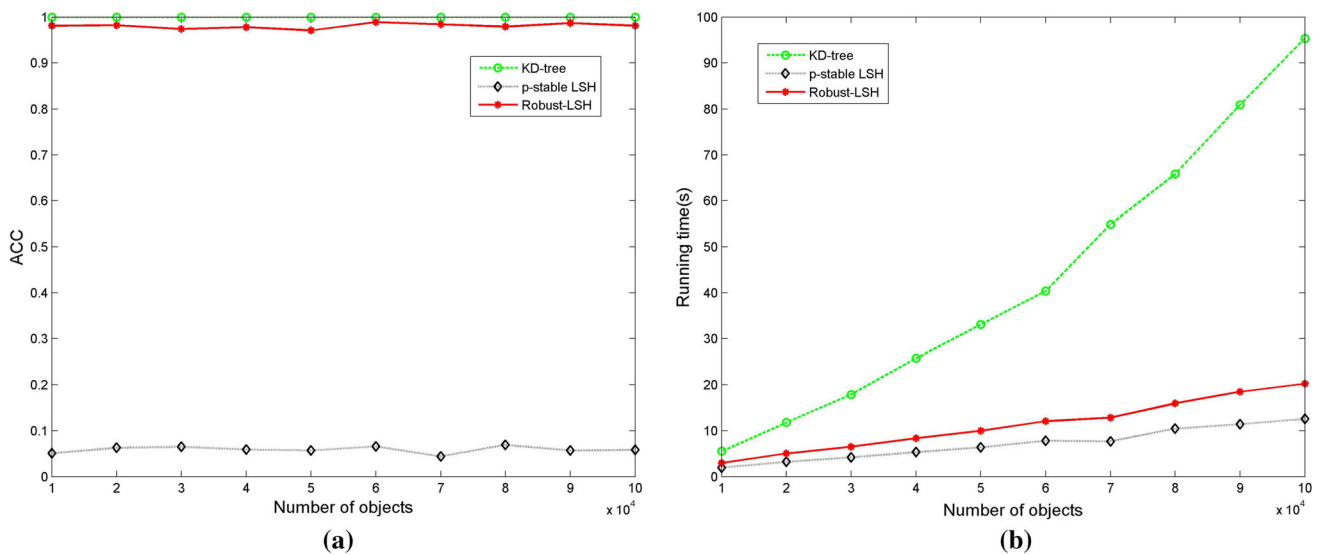 1
0.9
0.8
0.7
0.6
0.5
0.4
0.3
0.2
0.1
0
ACC
KD-tree
p-stable LSH
Robust-LSH
1 2 3 4 5 6 7 8 9 10
Number of objects
x 10^4
(a)
100
90
80
70
60
50
40
30
20
10
0
Running time(s)
KD-tree
p-stable LSH
Robust-LSH
1 2 3 4 5 6 7 8 9 10
Number of objects
x 10^4
(b)